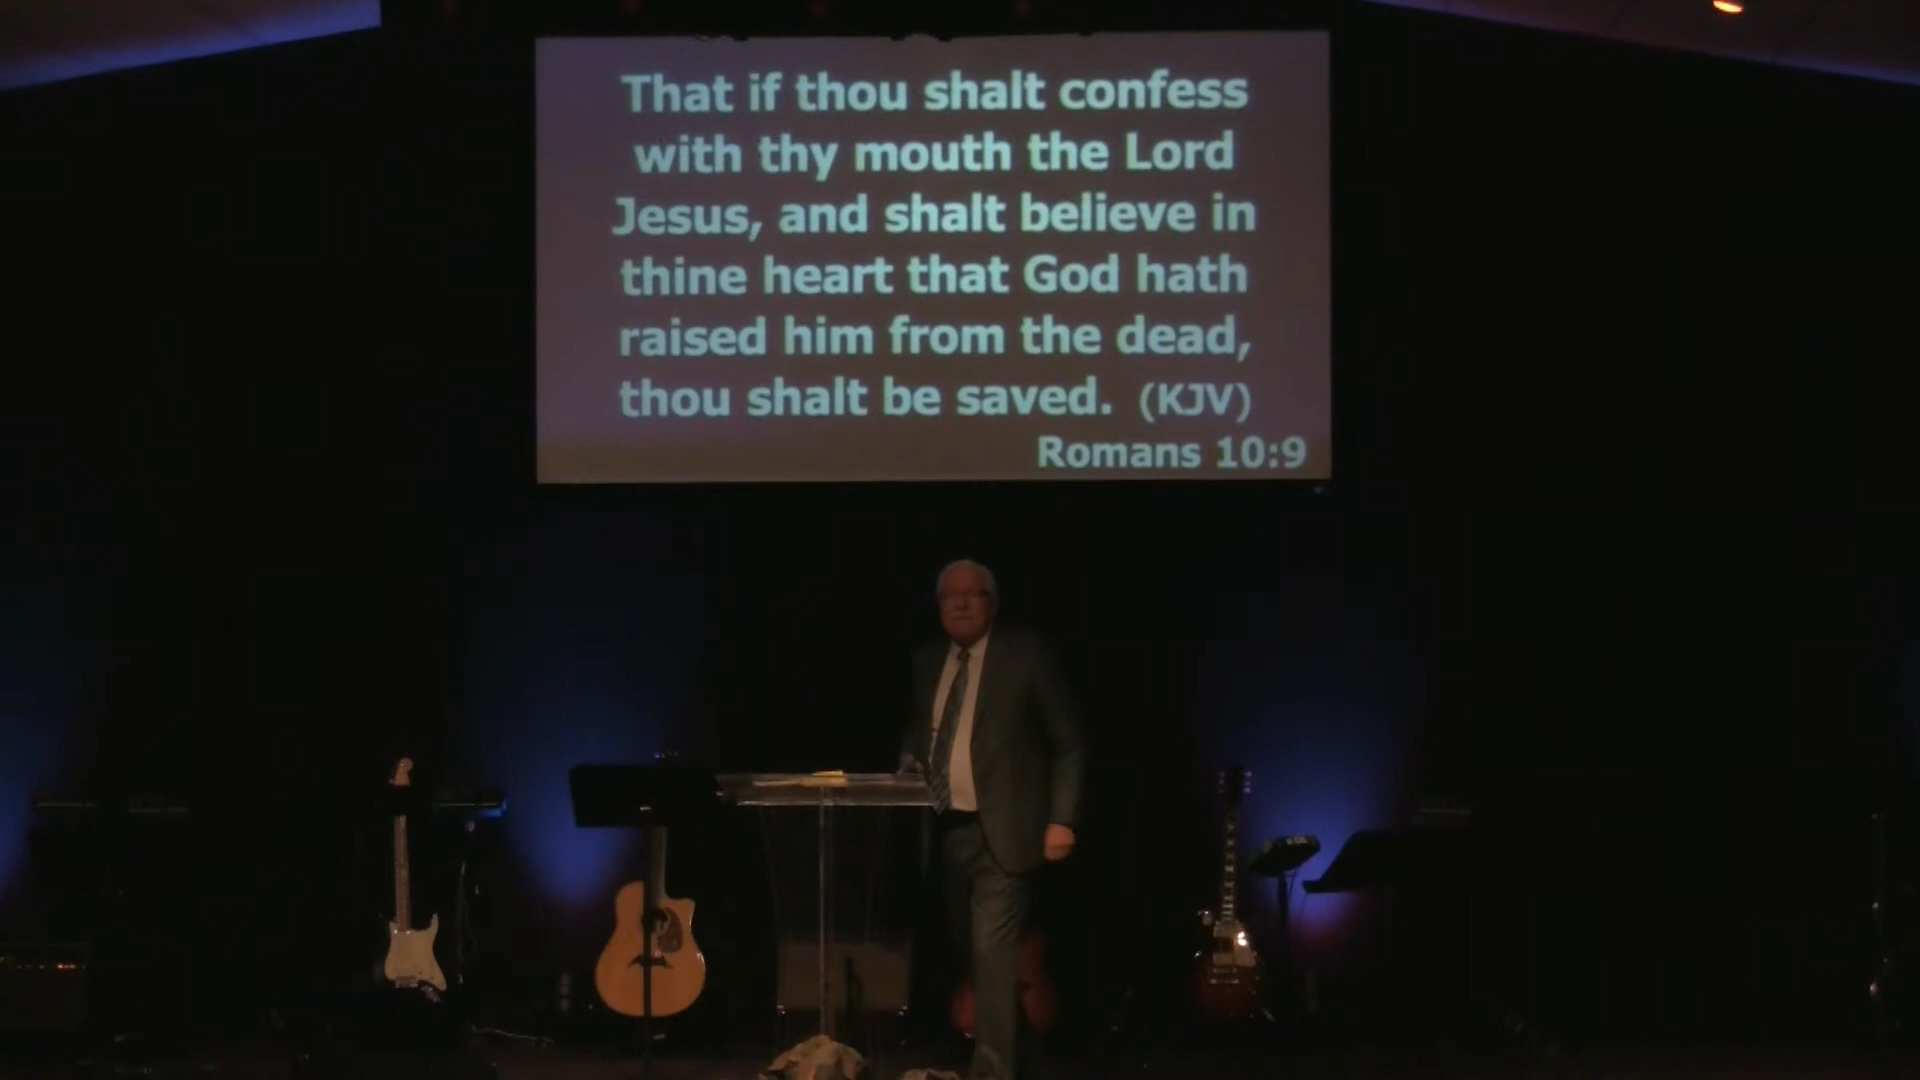 That if thou shalt confess
with thy mouth the Lord
Jesus, and shalt believe in
thine heart that God hath
raised him from the dead,
thou shalt be saved. (KJV)
Romans 10:9